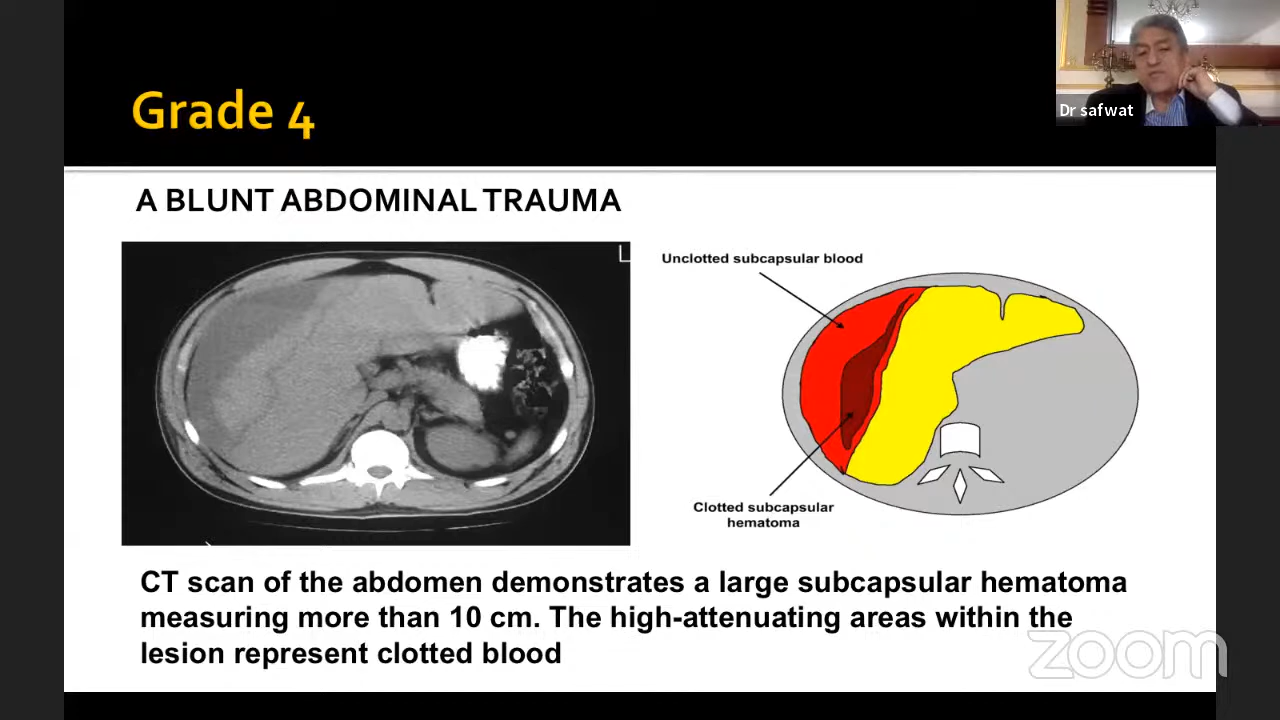 Grade 4
Dr safwat
A BLUNT ABDOMINAL TRAUMA
L
Unclotted subcapsular blood
Clotted subcapsular
hematoma
CT scan of the abdomen demonstrates a large subcapsular hematoma
measuring more than 10 cm. The high-attenuating areas within the
lesion represent clotted blood
zoom